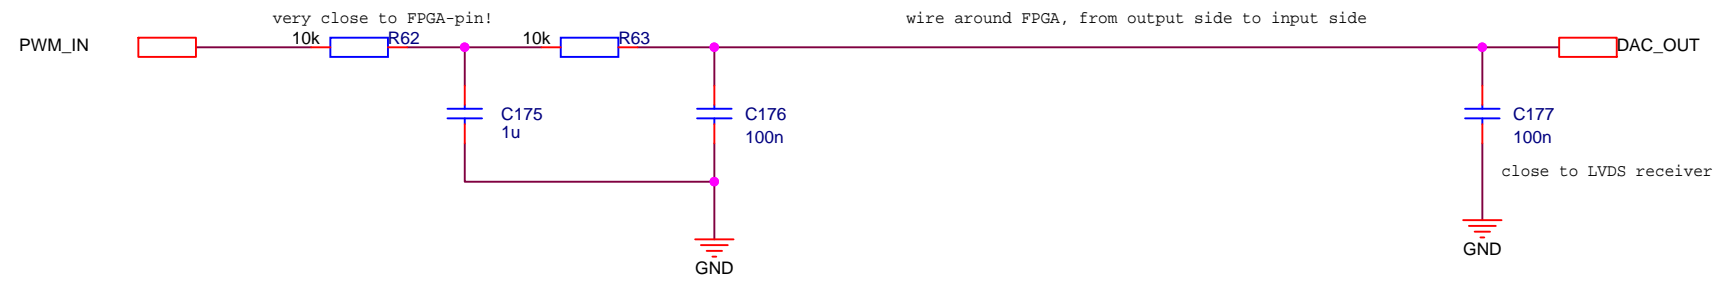 very close to FPGA-pin!
wire around FPGA, from output side to input side
PWM_IN
10k
R62
10k
R63
DAC_OUT
C175
1u
C176
100n
C177
100n
close to LVDS receiver
GND
GND